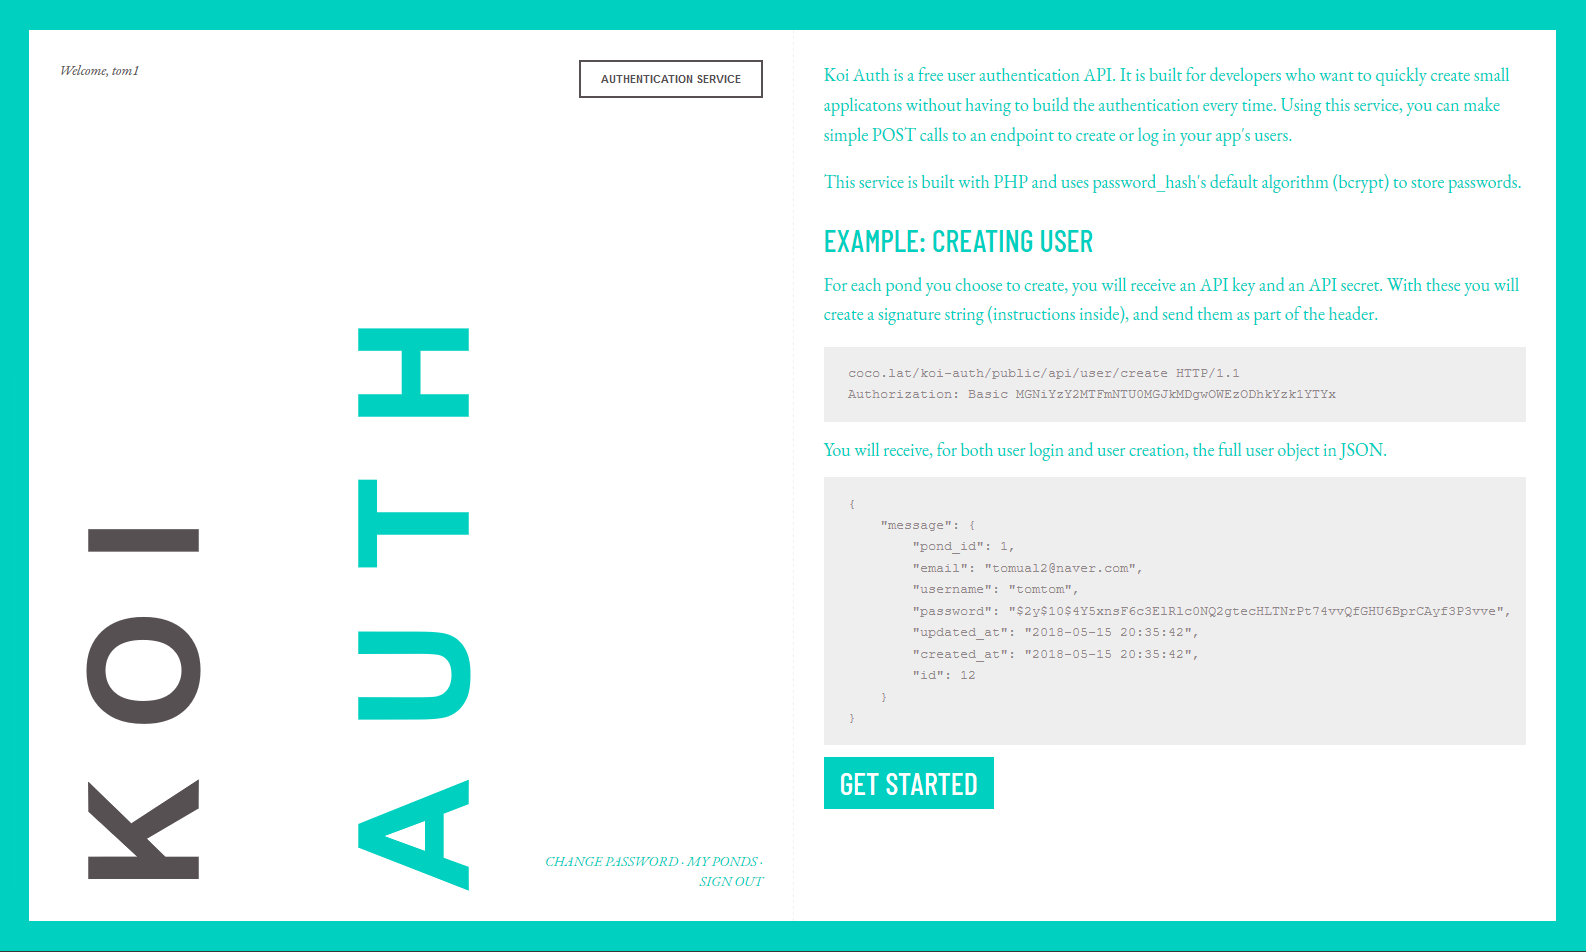 Welcome, tom1
AUTHENTICATION SERVICE
KOI
AUTH
CHANGE PASSWORD · MY PONDS ·
SIGN OUT
Koi Auth is a free user authentication API. It is built for developers who want to quickly create small
applicatons without having to build the authentication every time. Using this service, you can make
simple POST calls to an endpoint to create or log in your app's users.
This service is built with PHP and uses password_hash's default algorithm (bcrypt) to store passwords.
EXAMPLE: CREATING USER
For each pond you choose to create, you will receive an API key and an API secret. With these you will
create a signature string (instructions inside), and send them as part of the header.
coco.lat/koi-auth/public/api/user/create HTTP/1.1
Authorization: Basic MGNiYzY2MTFmNTU0MGJkMDgwOWEzODhkYzk1YTYx
You will receive, for both user login and user creation, the full user object in JSON.
{
"message": {
"pond_id": 1,
"email": "tomual2@naver.com",
"username": "tomtom",
"password": "$2y$10$4Y5xnsF6c3ElRlc0NQ2gtecHLTNrPt74vvQfGHU6BprCAyf3P3vve",
"updated_at": "2018-05-15 20:35:42",
"created_at": "2018-05-15 20:35:42",
"id": 12
}
}
GET STARTED